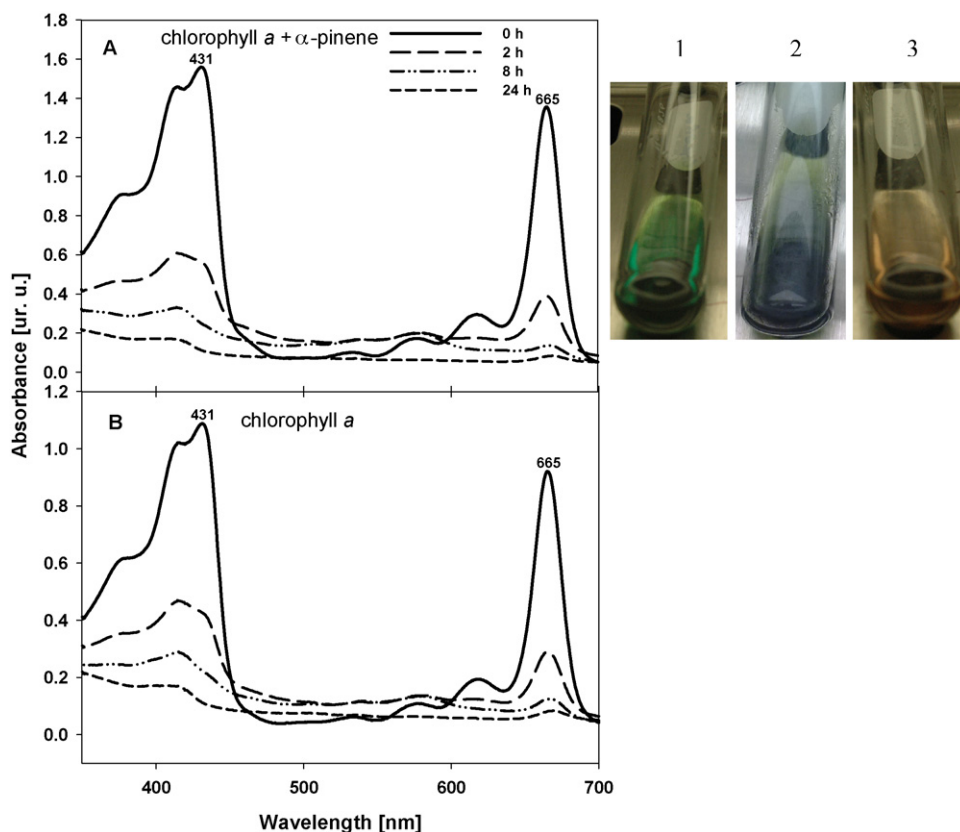 A chlorophyll a + α-pinene
0 h
2 h
8 h
24 h
431
665
1.8
1.6
1.4
1.2
1.0
0.8
0.6
0.4
0.2
0.0
1 2 3
B chlorophyll a
431
665
1.2
1.0
0.8
0.6
0.4
0.2
0.0
400 500 600 700
Absorbance [ur. u.]
Wavelength [nm]